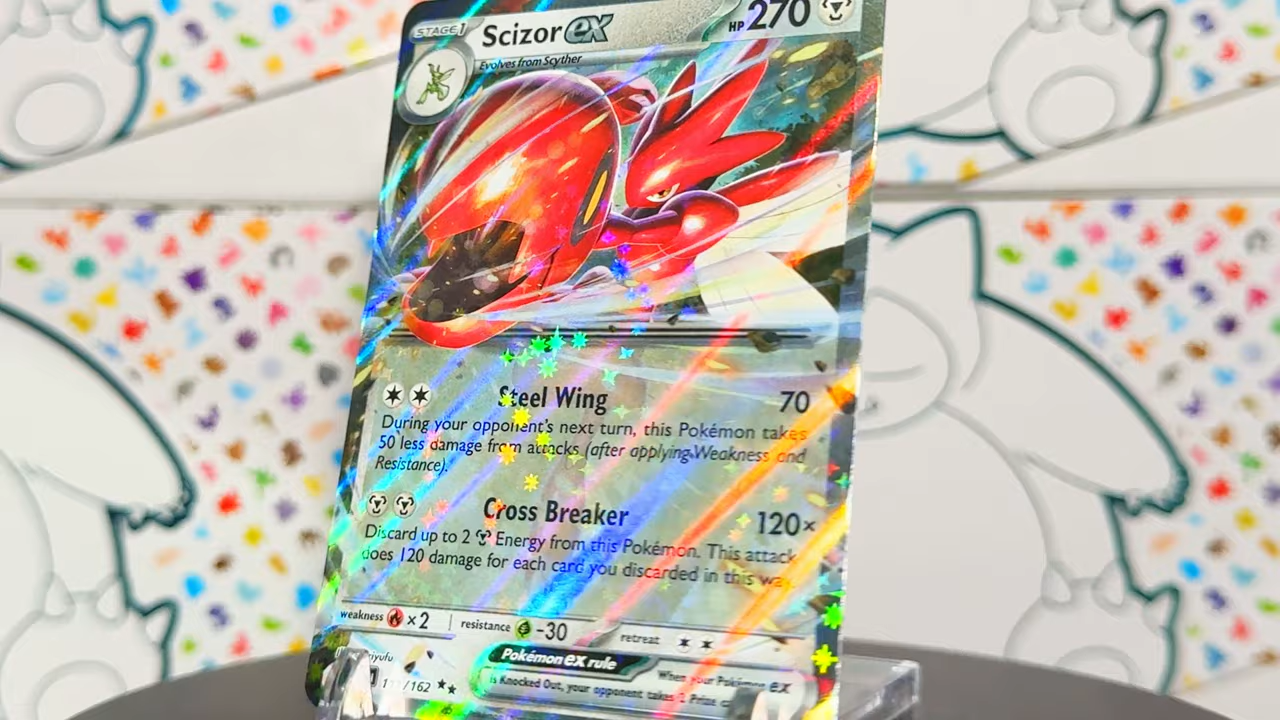 STAGE 1 Scizor ex HP 270
Evolves from Scyther
Steel Wing 70
During your opponent's next turn, this Pokémon takes
50 less damage from attacks (after applying Weakness and
Resistance).
Cross Breaker 120×
Discard up to 2 Energy from this Pokémon. This attack
does 120 damage for each card you discarded in this way.
weakness ×2 resistance -30 retreat
Pokémon ex rule
When your Pokémon ex
is Knocked Out, your opponent takes 2 Prize
/162